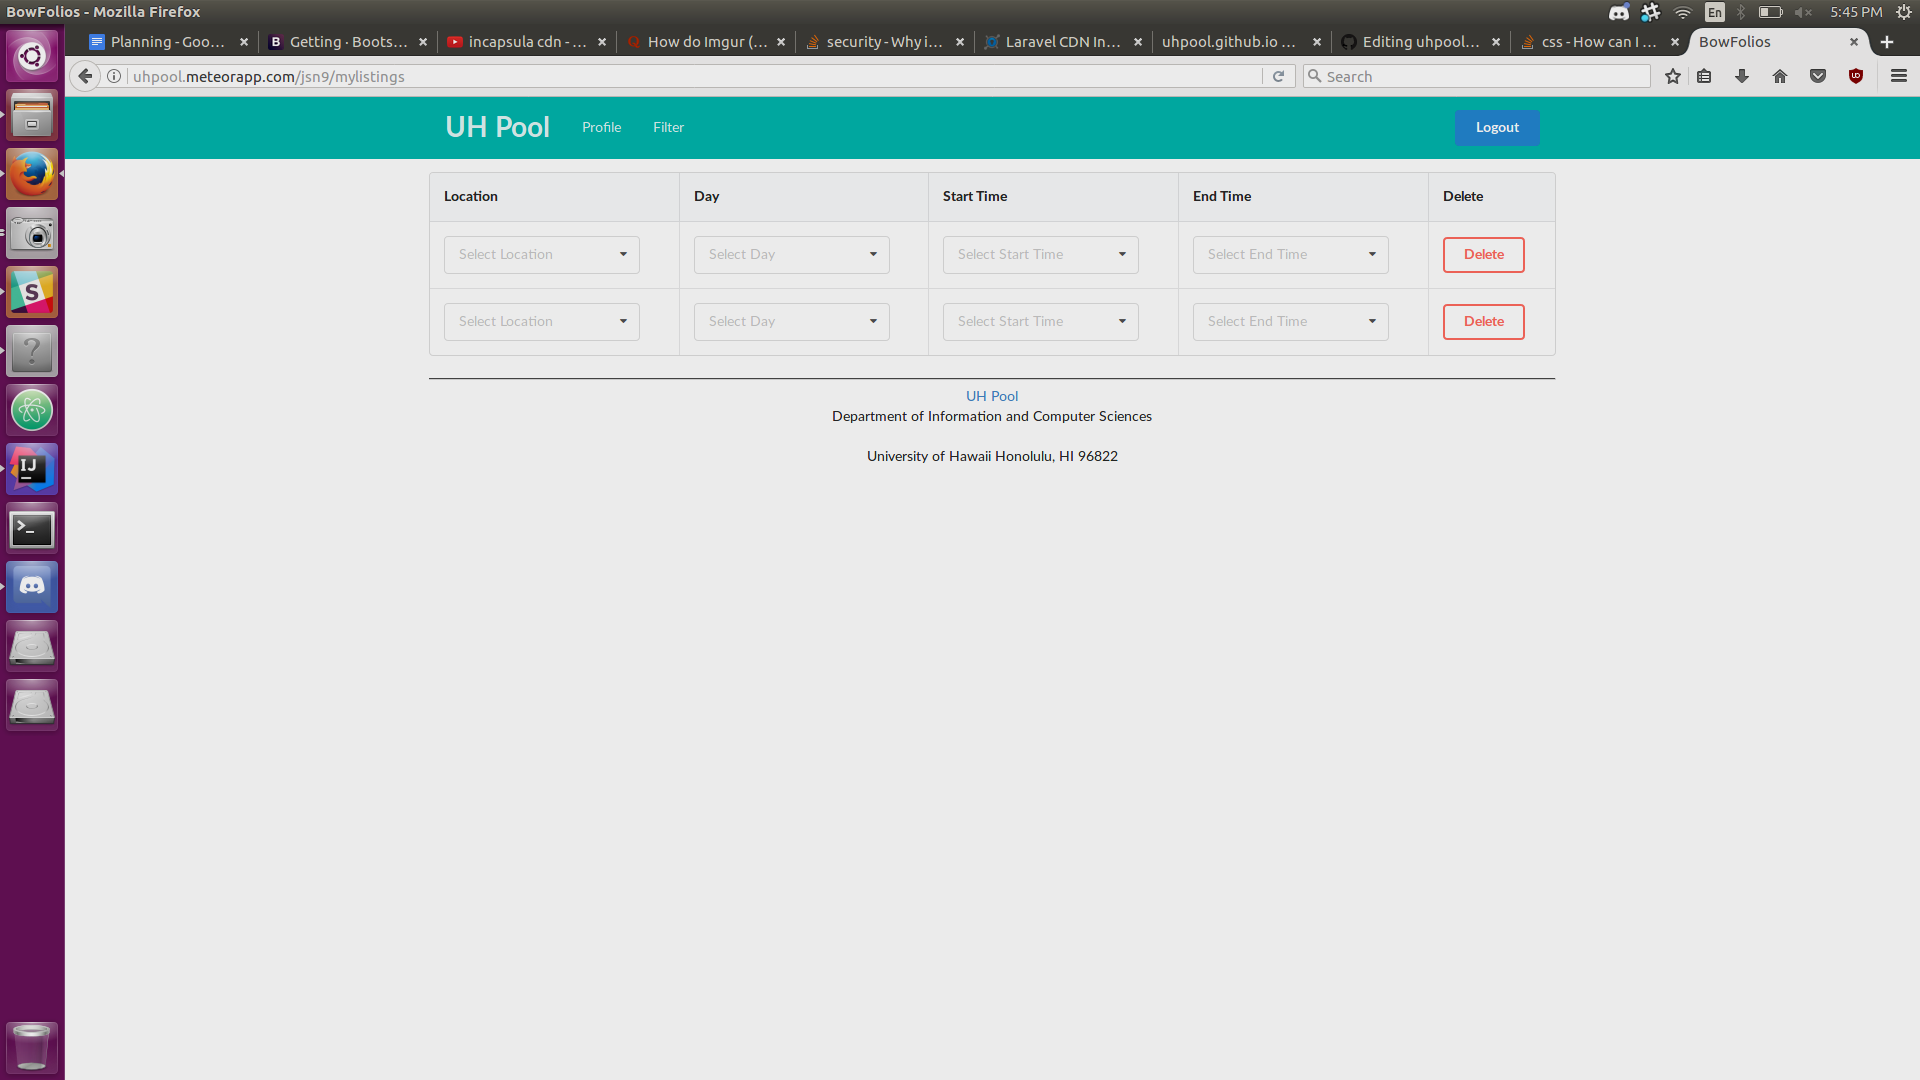 BowFolios - Mozilla Firefox
En
5:45 PM
Planning - Goo...
B Getting · Boots...
incapsula cdn - ...
How do Imgur (...
security - Why i...
Laravel CDN In...
uhpool.github.io ...
Editing uhpool...
css - How can I ...
BowFolios
uhpool.meteorapp.com/jsn9/mylistings
Search
UH Pool
Profile
Filter
Logout
Location
Day
Start Time
End Time
Delete
Select Location
Select Day
Select Start Time
Select End Time
Delete
Select Location
Select Day
Select Start Time
Select End Time
Delete
UH Pool
Department of Information and Computer Sciences
University of Hawaii Honolulu, HI 96822
S
?
IJ
>_